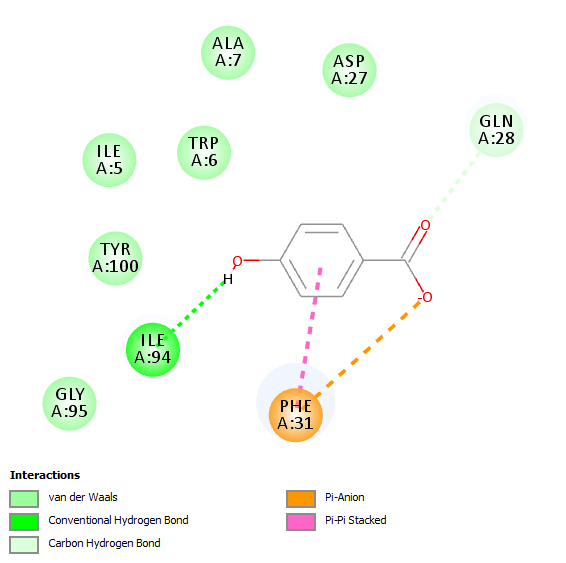 ALA
A:7
ASP
A:27
GLN
A:28
TRP
A:6
ILE
A:5
TYR
A:100
O
H
O
-O
ILE
A:94
GLY
A:95
PHE
A:31
Interactions
van der Waals
Conventional Hydrogen Bond
Carbon Hydrogen Bond
Pi-Anion
Pi-Pi Stacked